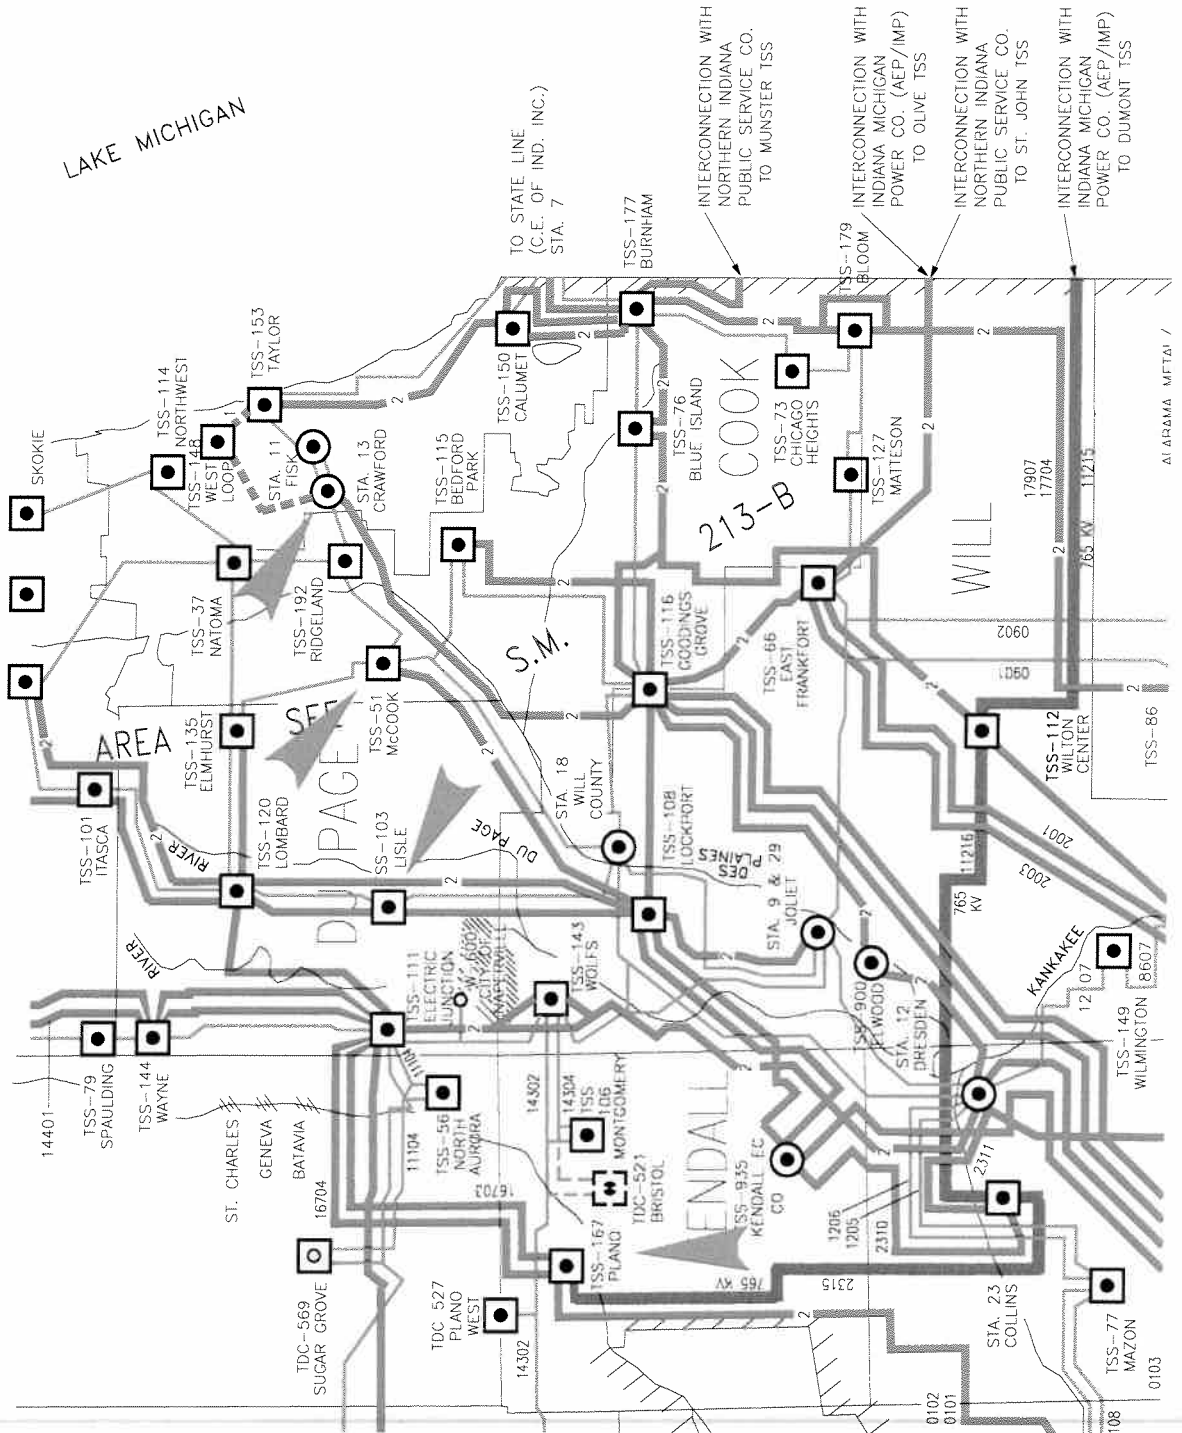 LAKE MICHIGAN
INTERCONNECTION WITH
NORTHERN INDIANA
PUBLIC SERVICE CO.
TO MUNSTER TSS
INTERCONNECTION WITH
INDIANA MICHIGAN
POWER CO. (AEP/IMP)
TO OLIVE TSS
INTERCONNECTION WITH
NORTHERN INDIANA
PUBLIC SERVICE CO.
TO ST. JOHN TSS
INTERCONNECTION WITH
INDIANA MICHIGAN
POWER CO. (AEP/IMP)
TO DUMONT TSS
TO STATE LINE
(C.E. OF IND. INC.)
STA. 7
TSS-177
BURNHAM
TSS-179
BLOOM
TSS-153
TAYLOR
TSS-114
NORTHWEST
SKOKIE
TSS-148
WEST
LOOP
STA. 11
FISK
STA. 13
CRAWFORD
TSS-150
CALUMET
TSS-115
BEDFORD
PARK
TSS-76
BLUE ISLAND
COOK
TSS-73
CHICAGO
HEIGHTS
TSS-127
MATTESON
213-B
WILL
17907
17704
11215
765 KV
TSS-37
NATOMA
TSS-192
RIDGELAND
S.M.
TSS-116
GOODINGS
GROVE
TSS-66
EAST
FRANKFORT
0902
0901
AREA
SEE
TSS-135
ELMHURST
TSS-51
McCOOK
TSS-112
WILTON
CENTER
TSS-86
TSS-101
ITASCA
RIVER
TSS-120
LOMBARD
DU PAGE
LISLE
DU PAGE
STA. 18
WILL
COUNTY
TSS-108
LOCKPORT
DES
PLAINES
STA. 9 & 29
JOLIET
11216
765
KV
2001
2003
KANKAKEE
RIVER
TSS-111
ELECTRIC
JUNCTION
W-600
CITY OF
NAPERVILLE
TSS-143
WOLFS
TSS-900
ELWOOD
STA. 12
DRESDEN
12 07
8607
TSS-149
WILMINGTON
14401
TSS-79
SPAULDING
TSS-144
WAYNE
ST. CHARLES
GENEVA
BATAVIA
11104
11104
TSS-56
NORTH
AURORA
14302
14304
TSS
106
MONTGOMERY
TDC-521
BRISTOL
KENDALL EC
CO
2311
16704
16703
TSS-167
PLANO
1206
1205
2310
2315
765 KV
TDC-569
SUGAR GROVE
TDC 527
PLANO
WEST
14302
STA. 23
COLLINS
TSS-77
MAZON
0102
0101
0103
108